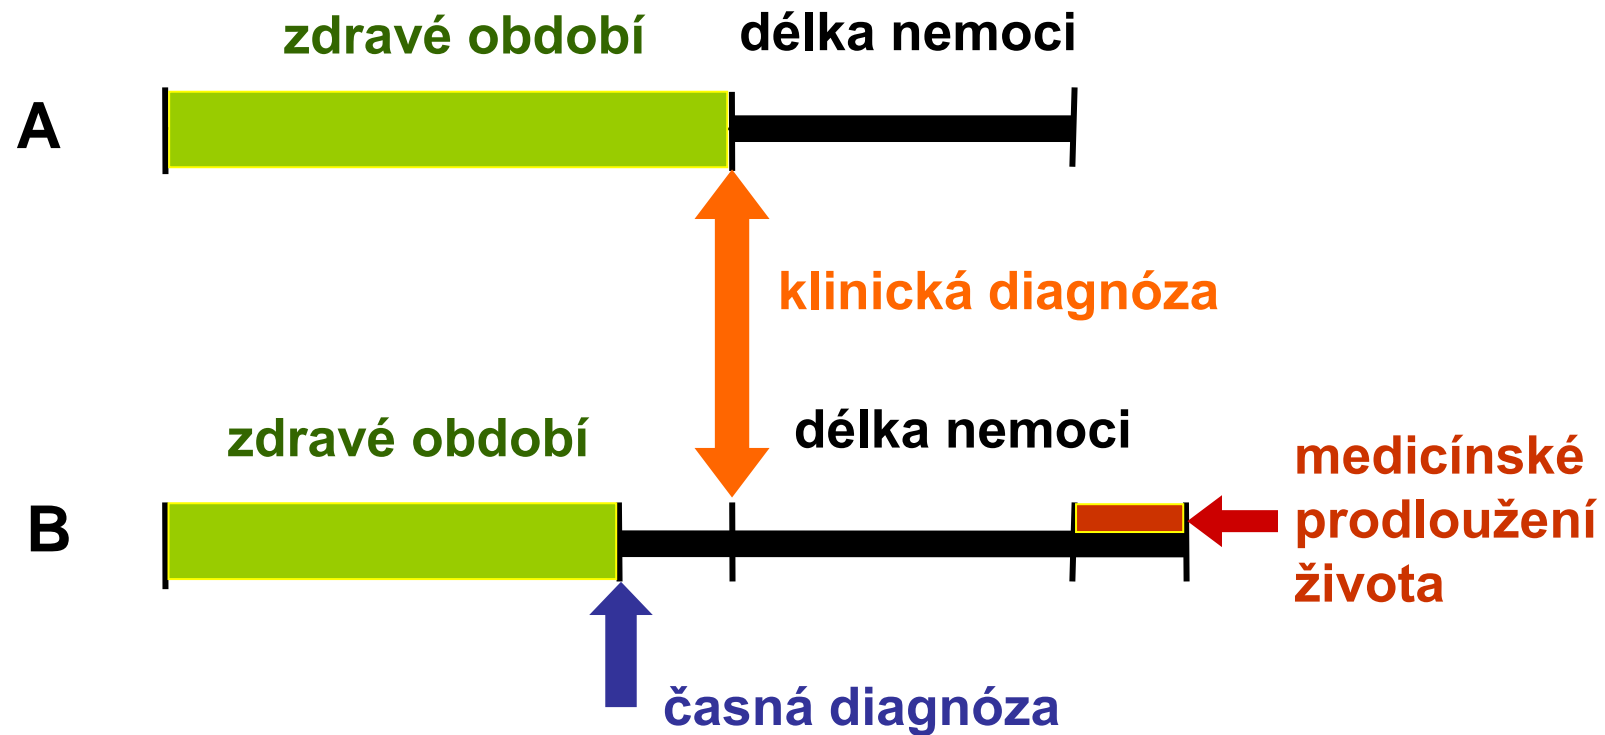 zdravé období
délka nemoci
A
klinická diagnóza
zdravé období
délka nemoci
B
medicínské
prodloužení
života
časná diagnóza